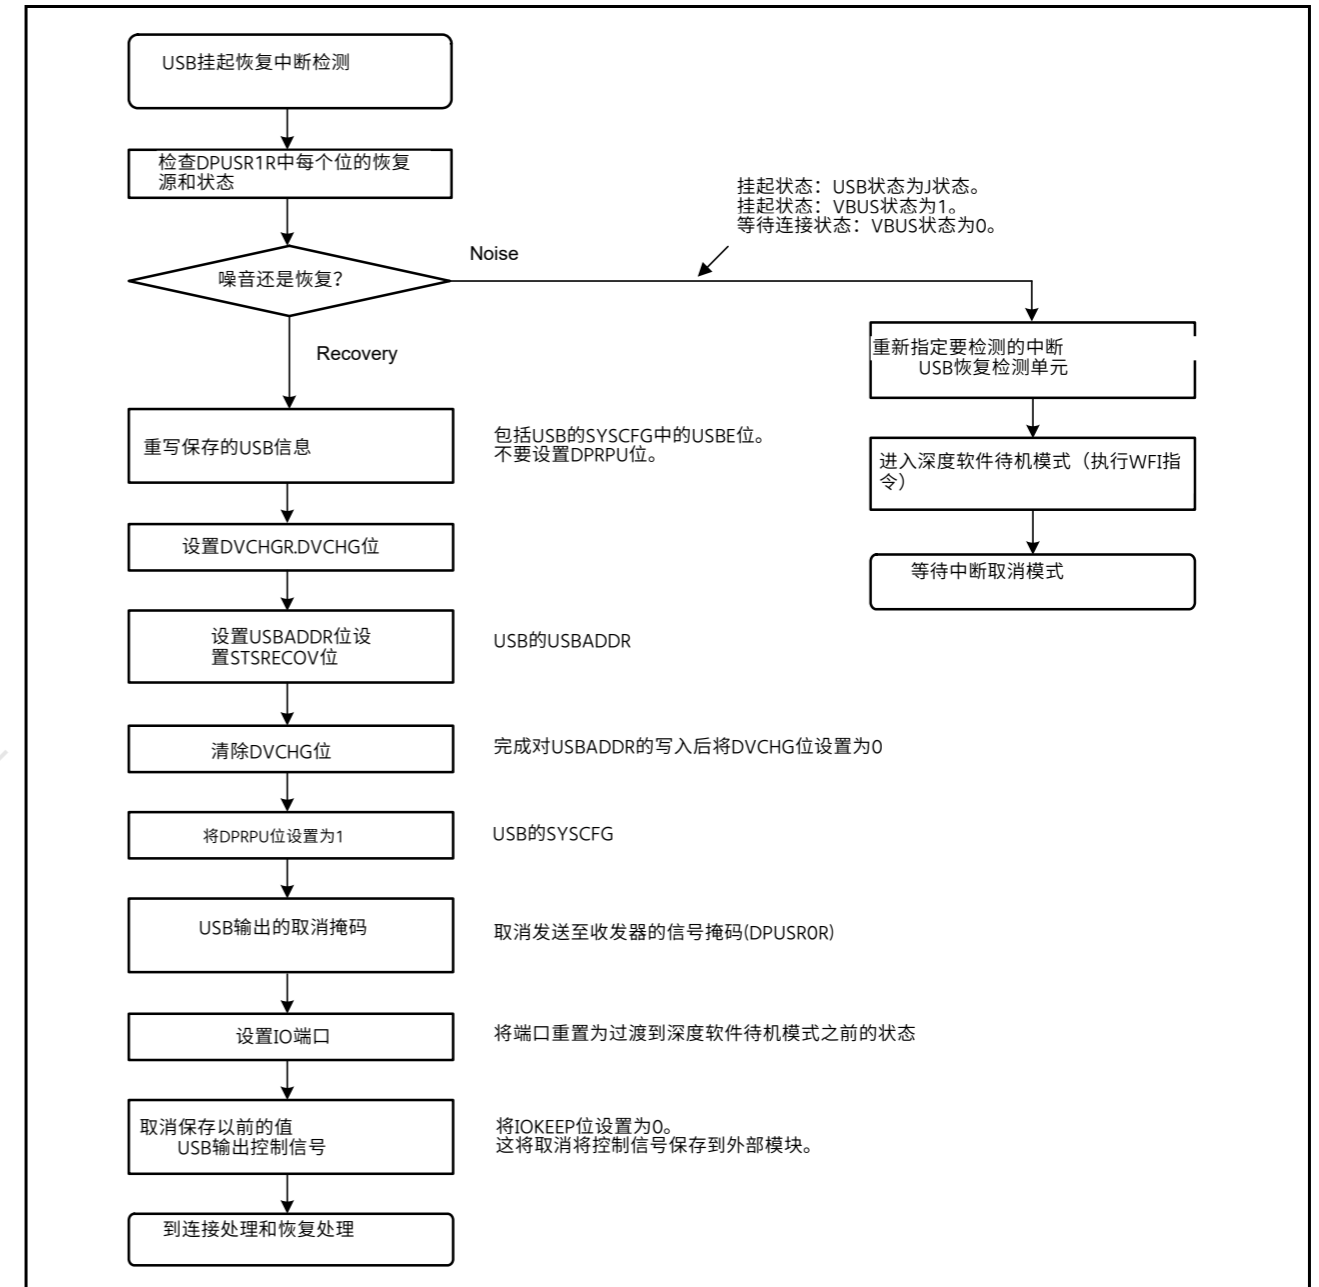 USB挂起恢复中断检测
检查DPUSR1R中每个位的恢复
源和状态
挂起状态：USB状态为J状态。
挂起状态：VBUS状态为1。
等待连接状态：VBUS状态为0。
Noise
噪音还是恢复？
Recovery
重新指定要检测的中断
USB恢复检测单元
重写保存的USB信息
包括USB的SYSCFG中的USBE位。
不要设置DPRPU位。
进入深度软件待机模式（执行WFI指
令）
设置DVCHGR.DVCHG位
等待中断取消模式
设置USBADDR位设
置STSRECOV位
USB的USBADDR
清除DVCHG位
完成对USBADDR的写入后将DVCHG位设置为0
将DPRPU位设置为1
USB的SYSCFG
USB输出的取消掩码
取消发送至收发器的信号掩码(DPUSR0R)
设置IO端口
将端口重置为过渡到深度软件待机模式之前的状态
取消保存以前的值
USB输出控制信号
将IOKEEP位设置为0。
这将取消将控制信号保存到外部模块。
到连接处理和恢复处理